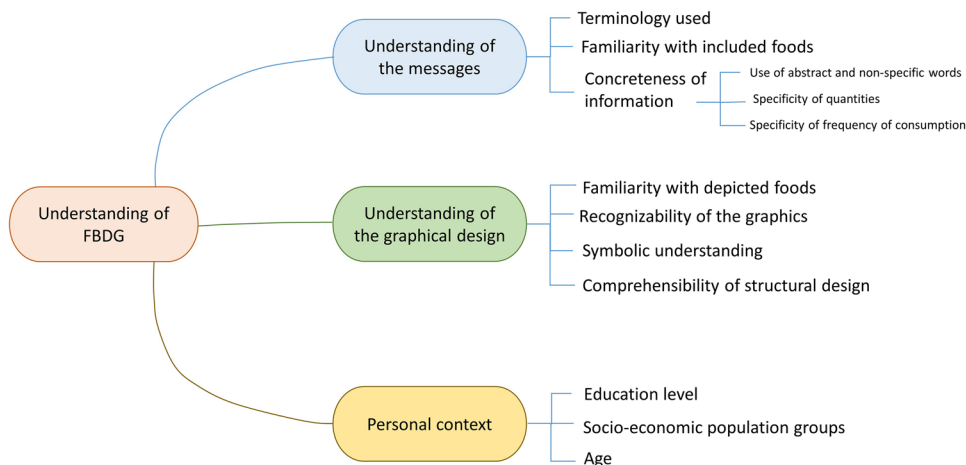 Understanding of
the messages
Terminology used
Familiarity with included foods
Concreteness of
information
Use of abstract and non-specific words
Specificity of quantities
Specificity of frequency of consumption
Understanding of
FBDG
Understanding of
the graphical design
Familiarity with depicted foods
Recognizability of the graphics
Symbolic understanding
Comprehensibility of structural design
Personal context
Education level
Socio-economic population groups
Age